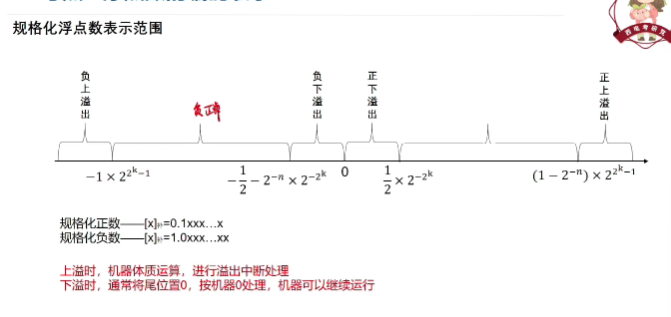 规格化浮点数表示范围
负上溢出
负正常
负下溢出
正下溢出
正上溢出
-1 × 2^{2^k-1}
-\frac{1}{2} - 2^{-n} × 2^{-2^k}
0
\frac{1}{2} × 2^{-2^k}
(1 - 2^{-n}) × 2^{2^k-1}
规格化正数——[x]补=0.1xxx...x
规格化负数——[x]补=1.0xxx...xx
上溢时，机器体质运算，进行溢出中断处理
下溢时，通常将尾位置0，按机器0处理，机器可以继续运行